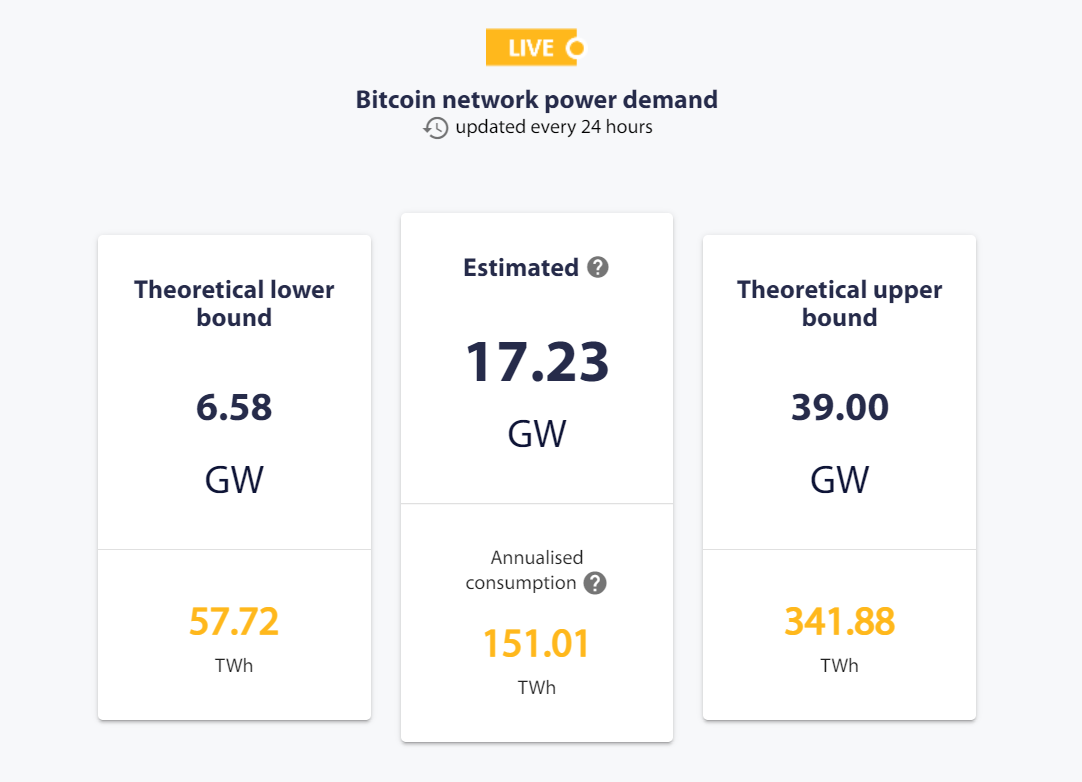 LIVE
Bitcoin network power demand
updated every 24 hours
Theoretical lower
bound
6.58
GW
57.72
TWh
Estimated ?
17.23
GW
Annualised
consumption ?
151.01
TWh
Theoretical upper
bound
39.00
GW
341.88
TWh